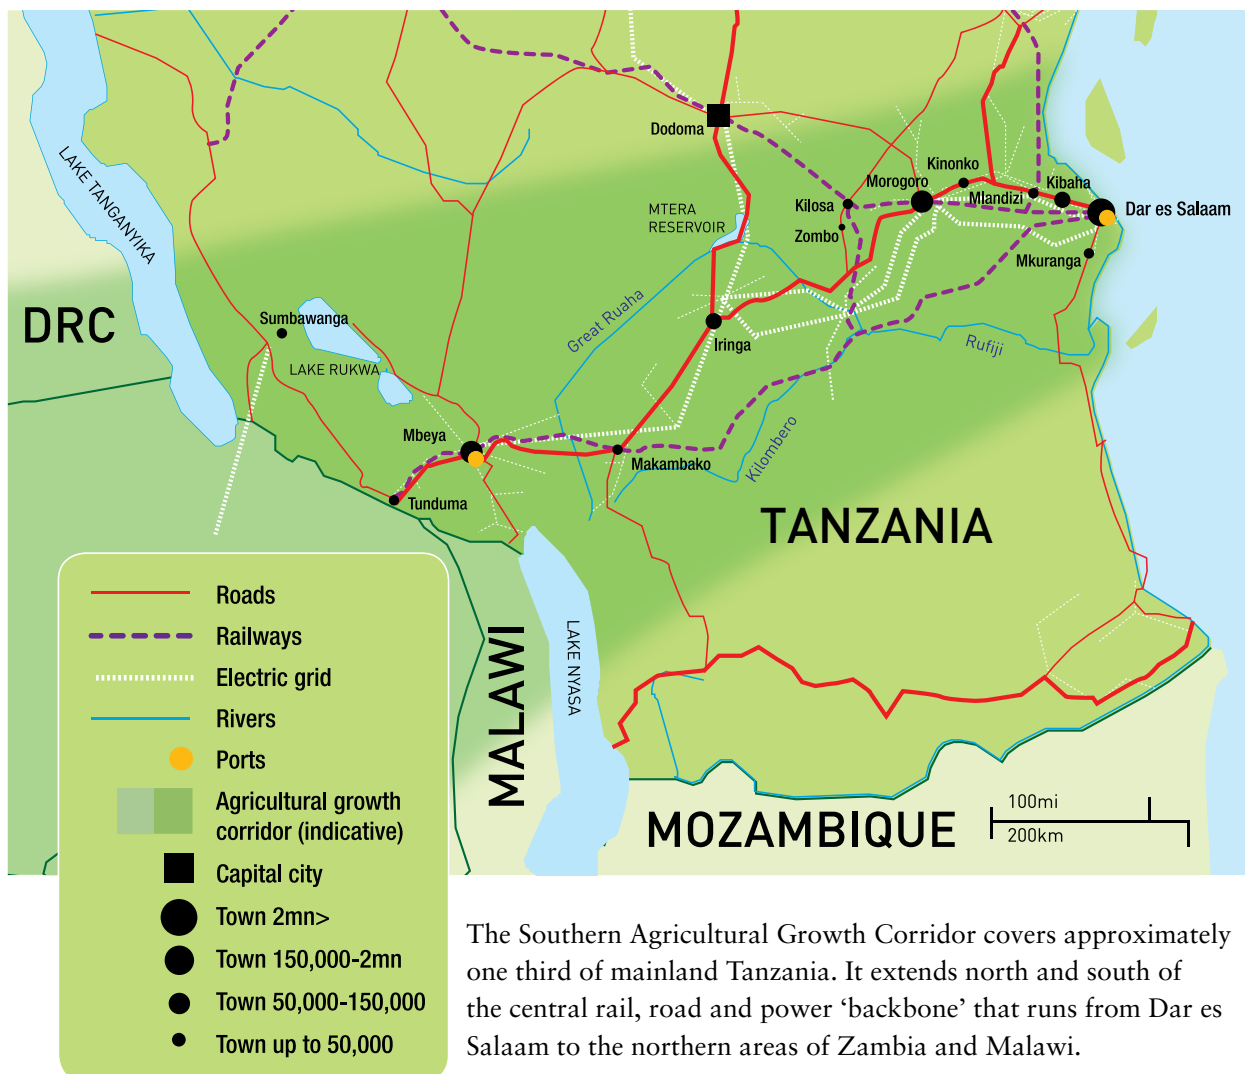 Dodoma
Kinonko
Morogoro
Kibaha
Mlandizi
Kilosa
Dar es Salaam
MTERA
RESERVOIR
Zombo
Mkuranga
LAKE TANGANYIKA
DRC
Sumbawanga
Great Ruaha
Iringa
Rufiji
LAKE RUKWA
Mbeya
Makambako
Kilombero
Tunduma
TANZANIA
MALAWI
LAKE NYASA
MOZAMBIQUE
100mi
200km
Roads
Railways
Electric grid
Rivers
Ports
Agricultural growth
corridor (indicative)
Capital city
Town 2mn>
Town 150,000-2mn
Town 50,000-150,000
Town up to 50,000
The Southern Agricultural Growth Corridor covers approximately
one third of mainland Tanzania. It extends north and south of
the central rail, road and power ‘backbone’ that runs from Dar es
Salaam to the northern areas of Zambia and Malawi.